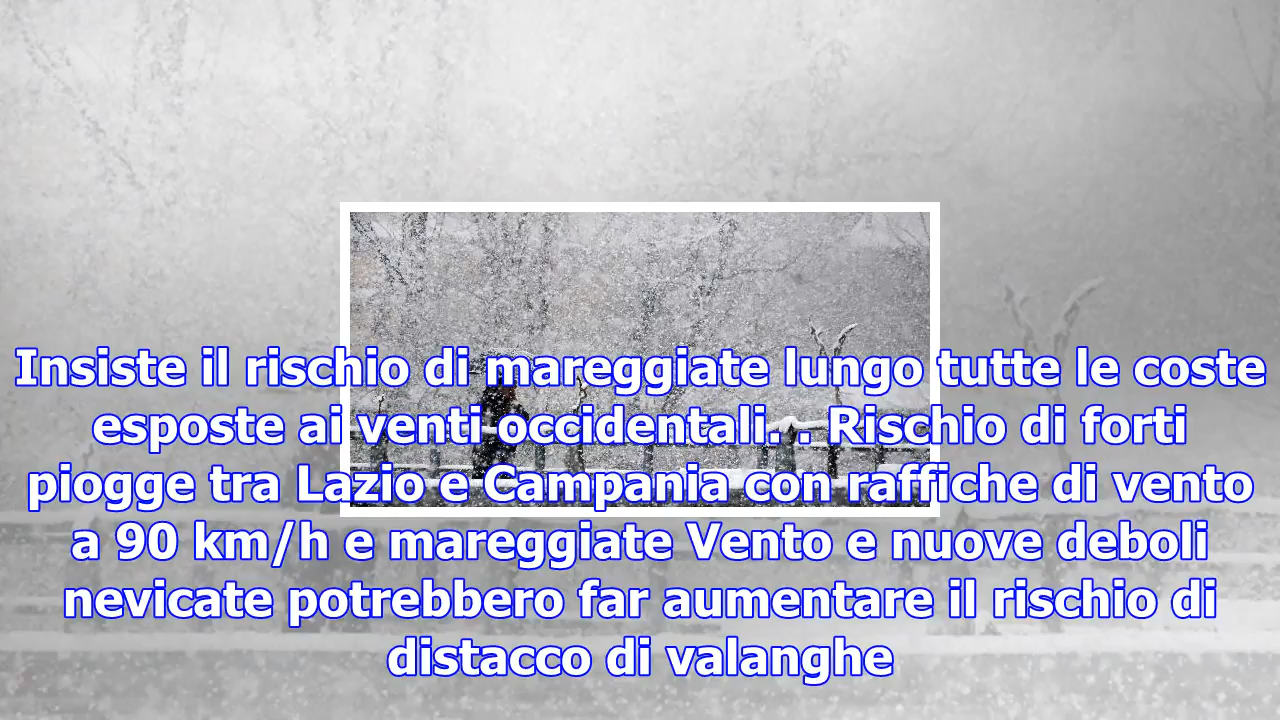 Insiste il rischio di mareggiate lungo tutte le coste
esposte ai venti occidentali. . Rischio di forti
piogge tra Lazio e Campania con raffiche di vento
a 90 km/h e mareggiate Vento e nuove deboli
nevicate potrebbero far aumentare il rischio di
distacco di valanghe